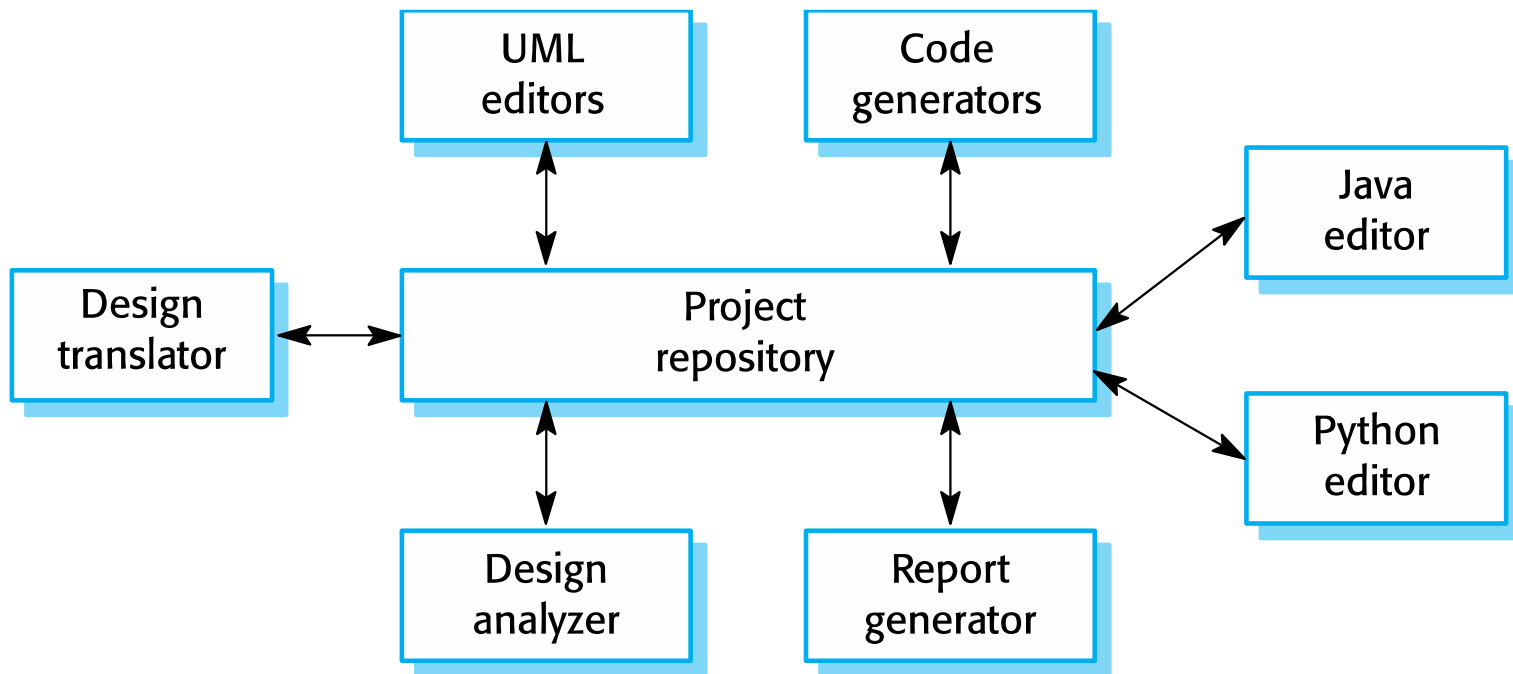 UML
editors
Code
generators
Java
editor
Design
translator
Project
repository
Python
editor
Design
analyzer
Report
generator